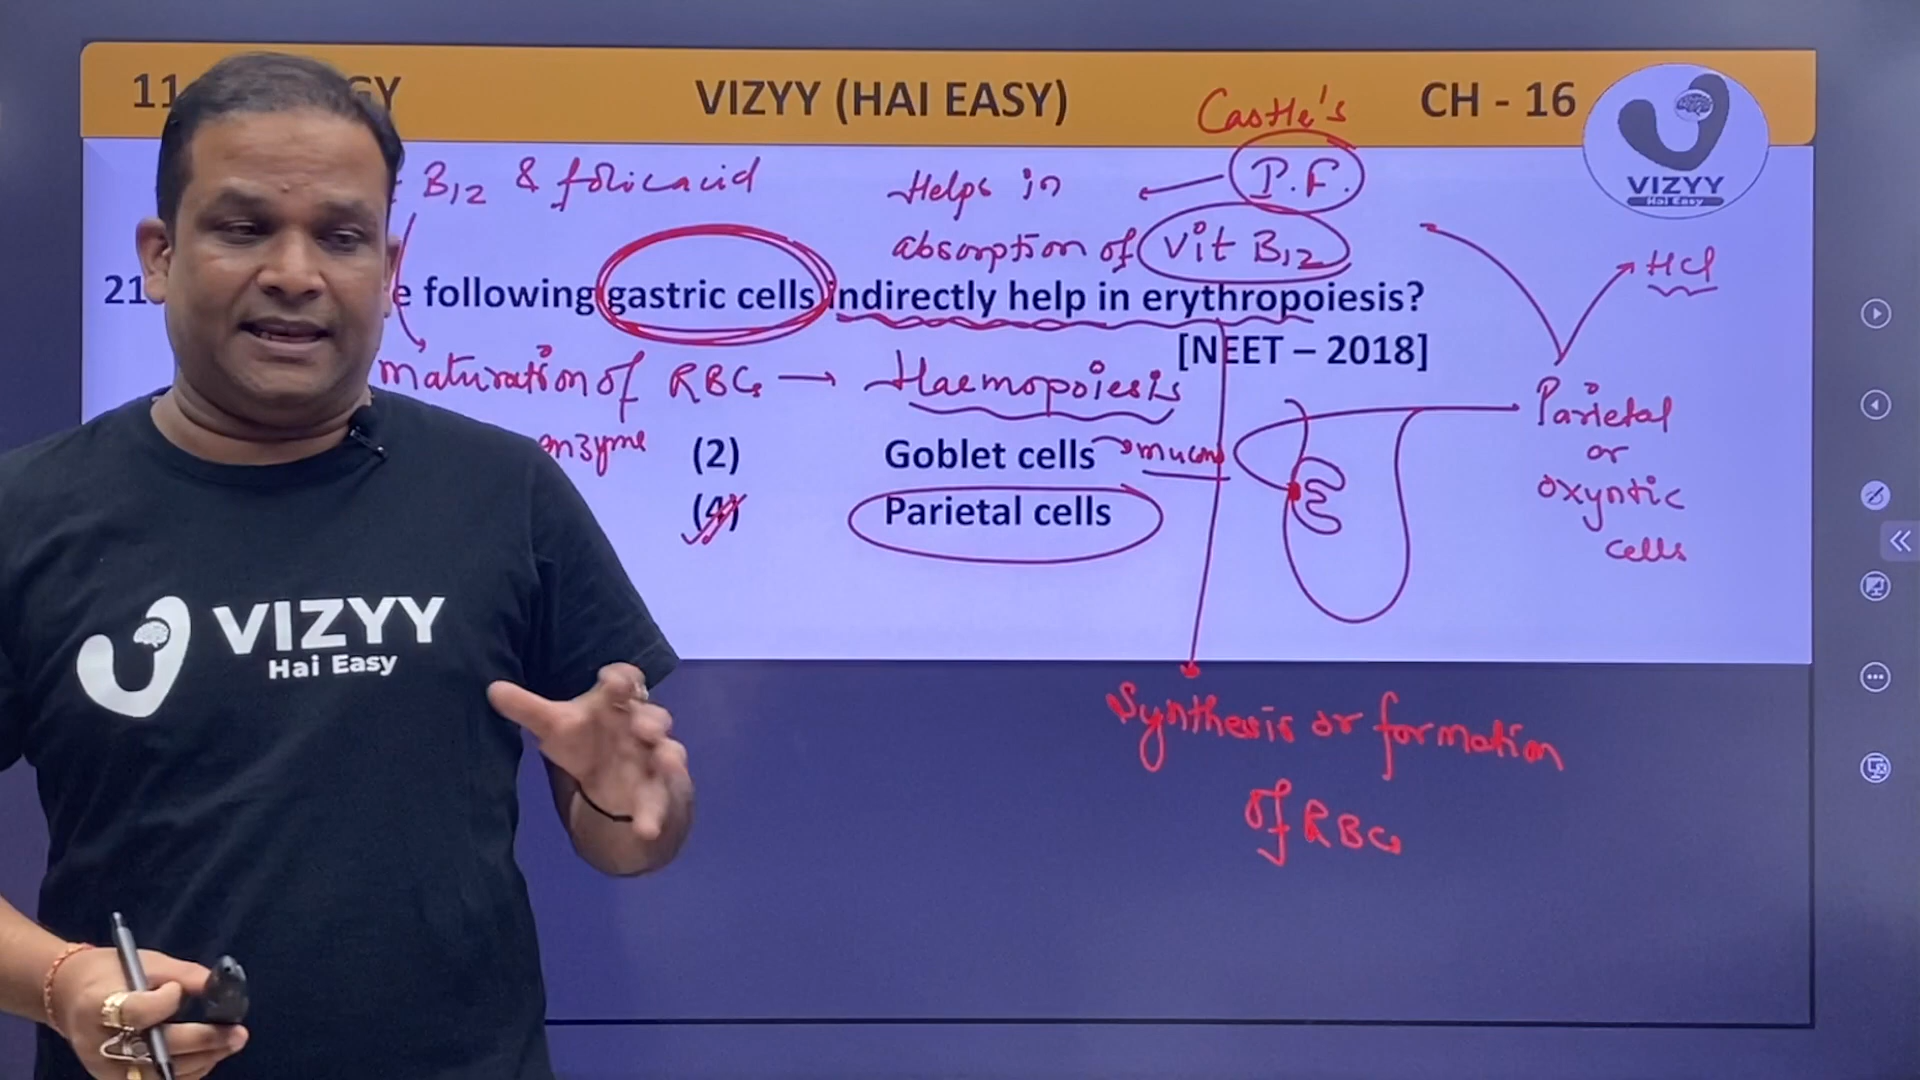 11 GY VIZYY (HAI EASY) CH - 16
Castle's
B12 & folic acid Helps in P.F.
absorption of Vit B12
VIZYY
Hai Easy
HCl
21 e following gastric cells indirectly help in erythropoiesis?
[NEET – 2018]
maturation of RBCs → Haemopoiesis
Parietal
or
oxyntic
cells
enzyme (2) Goblet cells → mucous
(4) Parietal cells
VIZYY
Hai Easy
Synthesis or formation
of RBCs